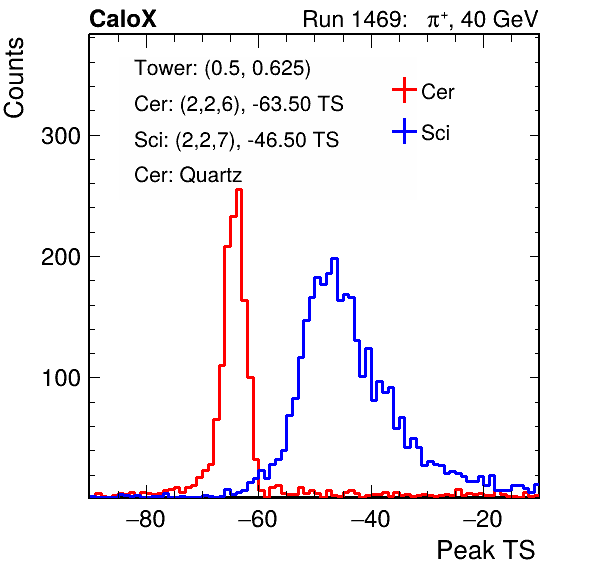 CaloX Run 1469: π⁺, 40 GeV
Counts
Tower: (0.5, 0.625)
Cer: (2,2,6), -63.50 TS
Sci: (2,2,7), -46.50 TS
Cer: Quartz
Cer
Sci
300
200
100
−80 −60 −40 −20
Peak TS